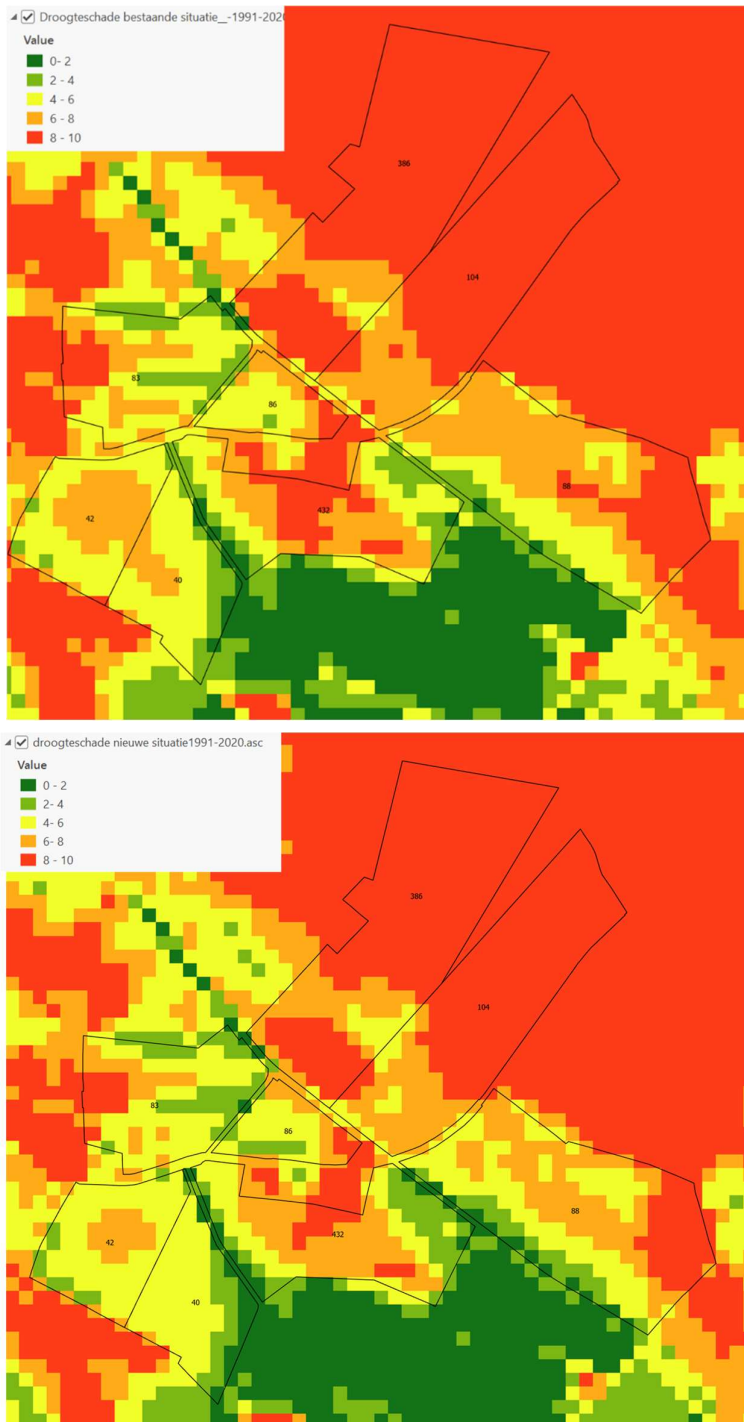 Droogteschade bestaande situatie__-1991-2020
Value
0- 2
2 - 4
4 - 6
6 - 8
8 - 10
386
104
83
86
88
42
432
40
droogteschade nieuwe situatie1991-2020.asc
Value
0 - 2
2- 4
4- 6
6- 8
8 - 10
386
104
83
86
88
432
42
40